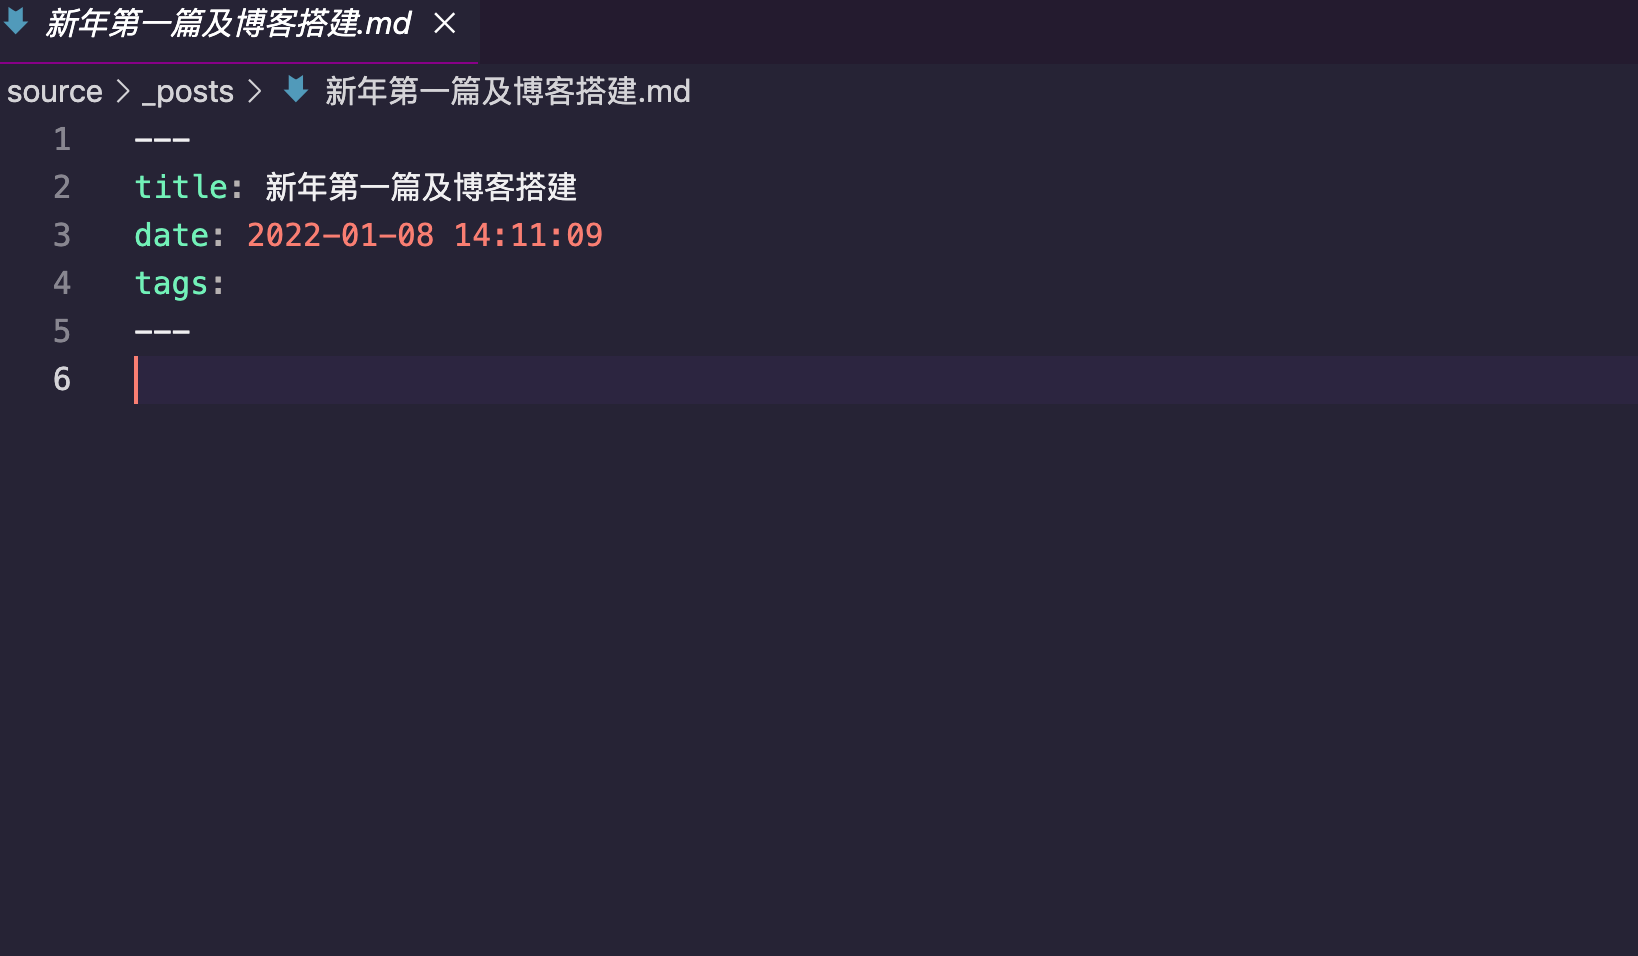 新年第一篇及博客搭建.md
source > _posts > 新年第一篇及博客搭建.md
1 ---
2 title: 新年第一篇及博客搭建
3 date: 2022-01-08 14:11:09
4 tags:
5 ---
6